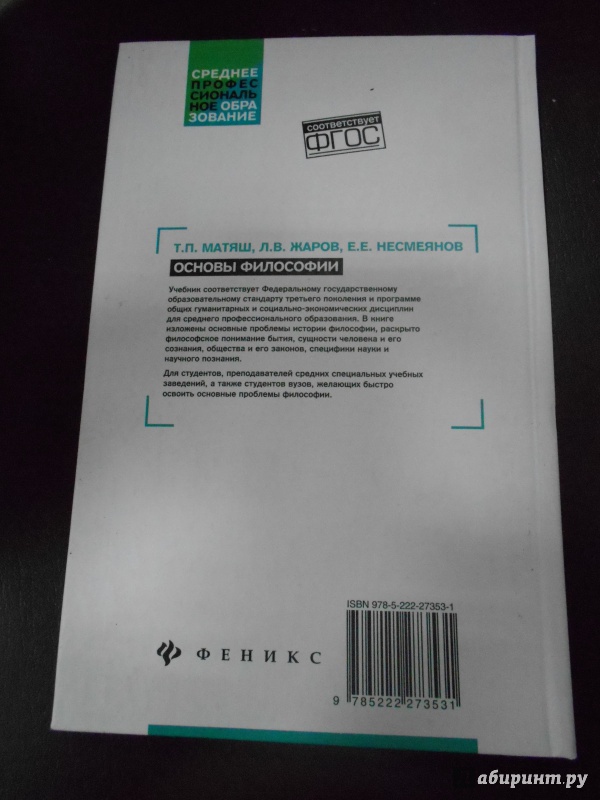 СРЕДНЕЕ
ПРОФЕС
СИОНАЛЬ
НОЕ ОБРА
ЗОВАНИЕ
соответствует
ФГОС
Т.П. МАТЯШ, Л.В. ЖАРОВ, Е.Е. НЕСМЕЯНОВ
ОСНОВЫ ФИЛОСОФИИ
Учебник соответствует Федеральному государственному
образовательному стандарту третьего поколения и программе
общих гуманитарных и социально-экономических дисциплин
для среднего профессионального образования. В книге
изложены основные проблемы истории философии, раскрыто
философское понимание бытия, сущности человека и его
сознания, общества и его законов, специфики науки и
научного познания.
Для студентов, преподавателей средних специальных учебных
заведений, а также студентов вузов, желающих быстро
освоить основные проблемы философии.
ISBN 978-5-222-27353-1
ФЕНИКС
9 785222 273531
абиринт.ру